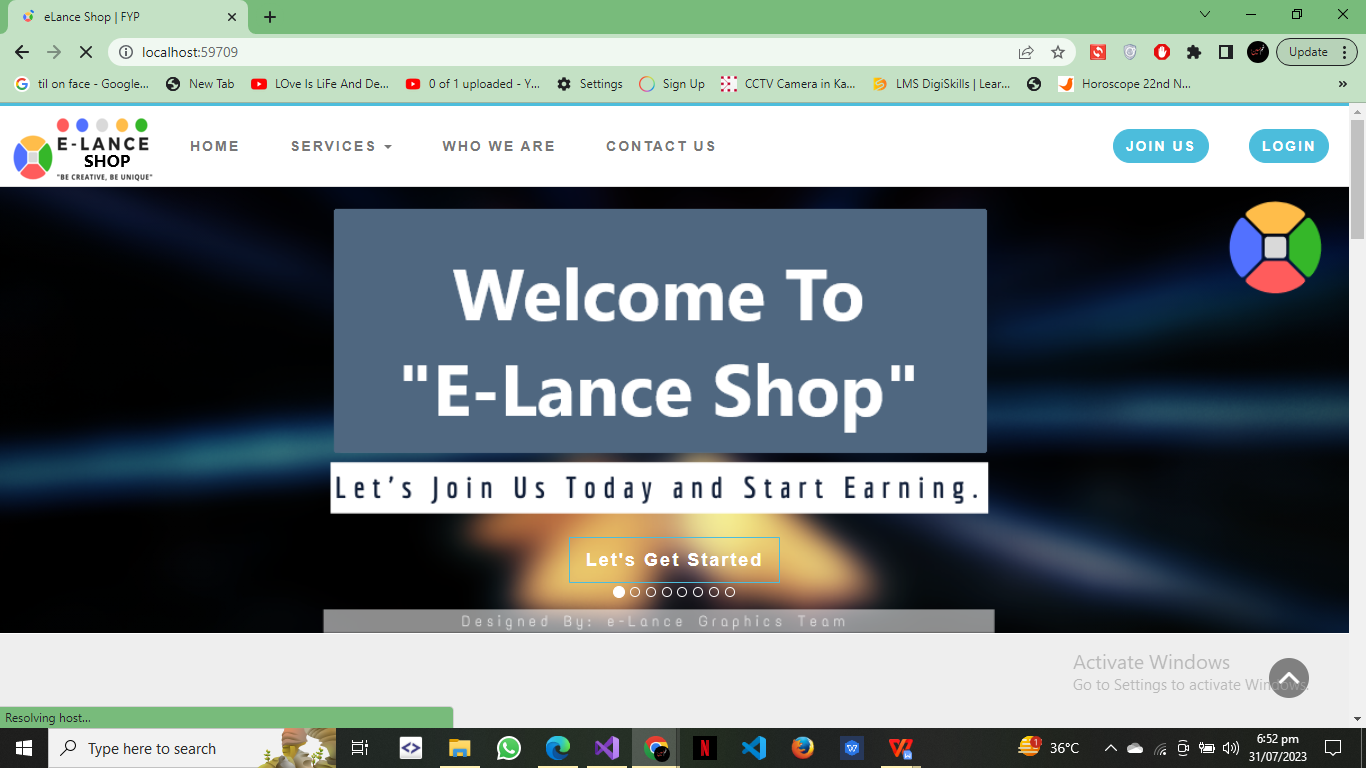 eLance Shop | FYP
localhost:59709
Update
til on face - Google...
New Tab
LOve Is LiFe And De...
0 of 1 uploaded - Y...
Settings
Sign Up
CCTV Camera in Ka...
LMS DigiSkills | Lear...
Horoscope 22nd N...
»
E-LANCE
SHOP
"BE CREATIVE, BE UNIQUE"
HOME
SERVICES
WHO WE ARE
CONTACT US
JOIN US
LOGIN
Welcome To
"E-Lance Shop"
Let's Join Us Today and Start Earning.
Let's Get Started
Designed By: e-Lance Graphics Team
Activate Windows
Go to Settings to activate Windows.
Resolving host...
Type here to search
1
36°C
6:52 pm
31/07/2023